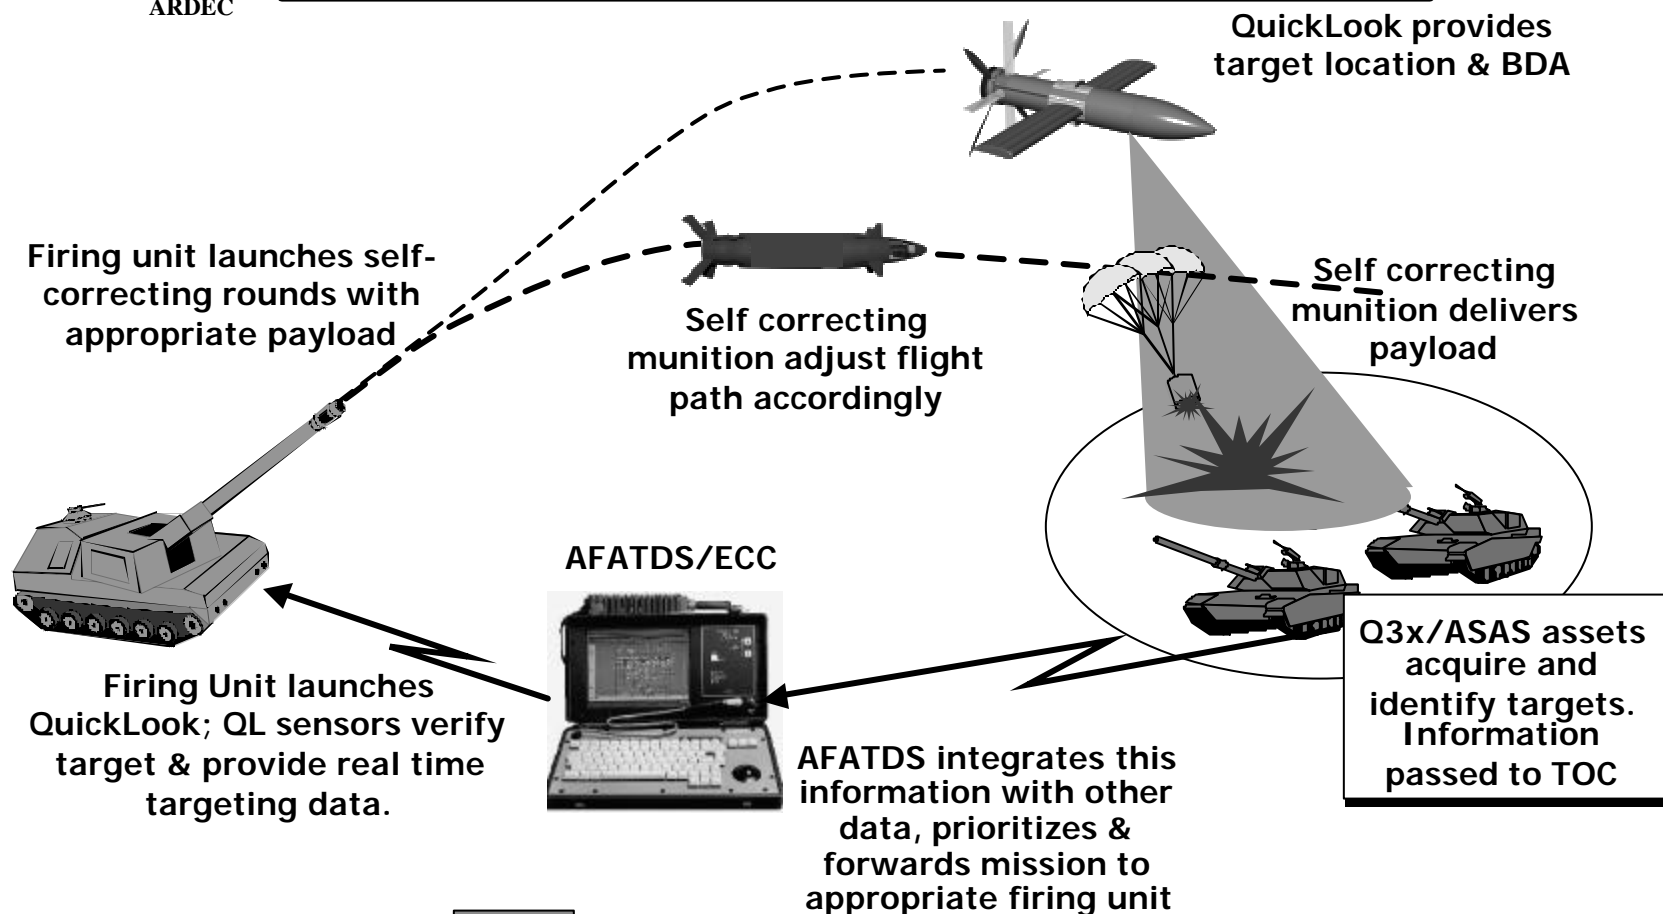 ARDEC
QuickLook provides
target location & BDA
Firing unit launches self-
correcting rounds with
appropriate payload
Self correcting
munition adjust flight
path accordingly
Self correcting
munition delivers
payload
AFATDS/ECC
Firing Unit launches
QuickLook; QL sensors verify
target & provide real time
targeting data.
AFATDS integrates this
information with other
data, prioritizes &
forwards mission to
appropriate firing unit
Q3x/ASAS assets
acquire and
identify targets.
Information
passed to TOC